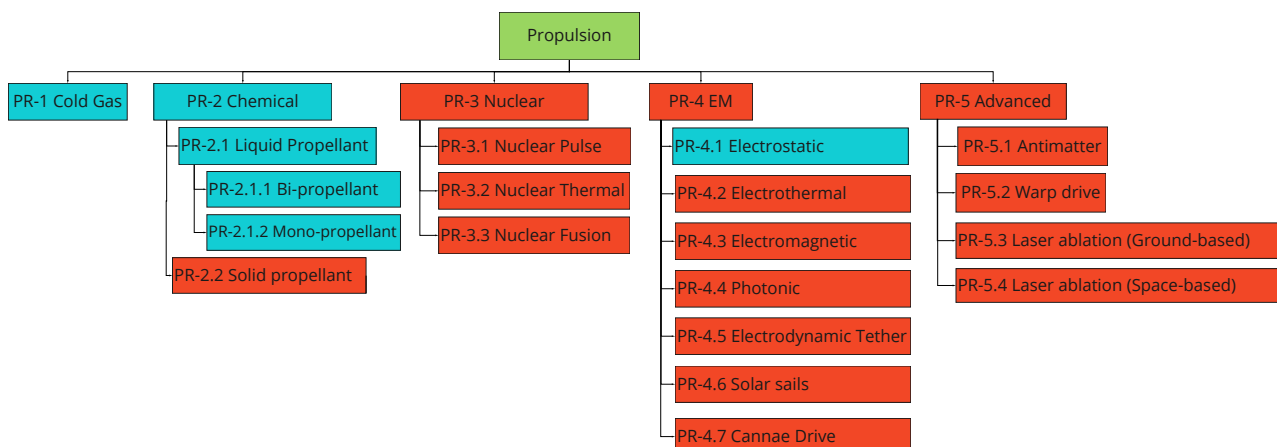 Propulsion
PR-1 Cold Gas
PR-2 Chemical
PR-2.1 Liquid Propellant
PR-2.1.1 Bi-propellant
PR-2.1.2 Mono-propellant
PR-2.2 Solid propellant
PR-3 Nuclear
PR-3.1 Nuclear Pulse
PR-3.2 Nuclear Thermal
PR-3.3 Nuclear Fusion
PR-4 EM
PR-4.1 Electrostatic
PR-4.2 Electrothermal
PR-4.3 Electromagnetic
PR-4.4 Photonic
PR-4.5 Electrodynamic Tether
PR-4.6 Solar sails
PR-4.7 Cannae Drive
PR-5 Advanced
PR-5.1 Antimatter
PR-5.2 Warp drive
PR-5.3 Laser ablation (Ground-based)
PR-5.4 Laser ablation (Space-based)